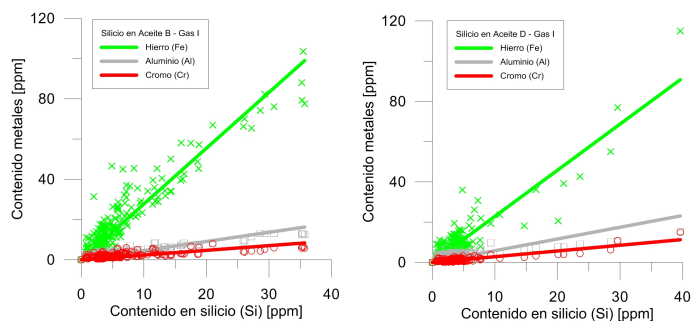 Silicio en Aceite B - Gas I
Hierro (Fe)
Aluminio (Al)
Cromo (Cr)
Contenido metales [ppm]
120
80
40
0
0
10
20
30
40
Contenido en silicio (Si) [ppm]
Silicio en Aceite D - Gas I
Hierro (Fe)
Aluminio (Al)
Cromo (Cr)
Contenido metales [ppm]
120
80
40
0
0
10
20
30
40
Contenido en silicio (Si) [ppm]